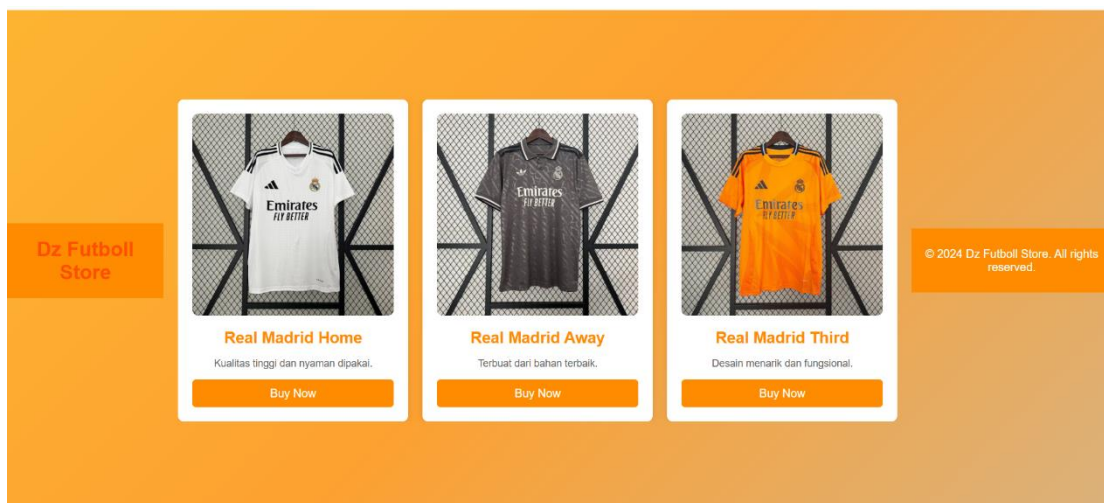 Dz Futboll
Store
Emirates
FLY BETTER
Emirates
FLY BETTER
Emirates
FLY BETTER
Real Madrid Home
Kualitas tinggi dan nyaman dipakai.
Buy Now
Real Madrid Away
Terbuat dari bahan terbaik.
Buy Now
Real Madrid Third
Desain menarik dan fungsional.
Buy Now
© 2024 Dz Futboll Store. All rights
reserved.